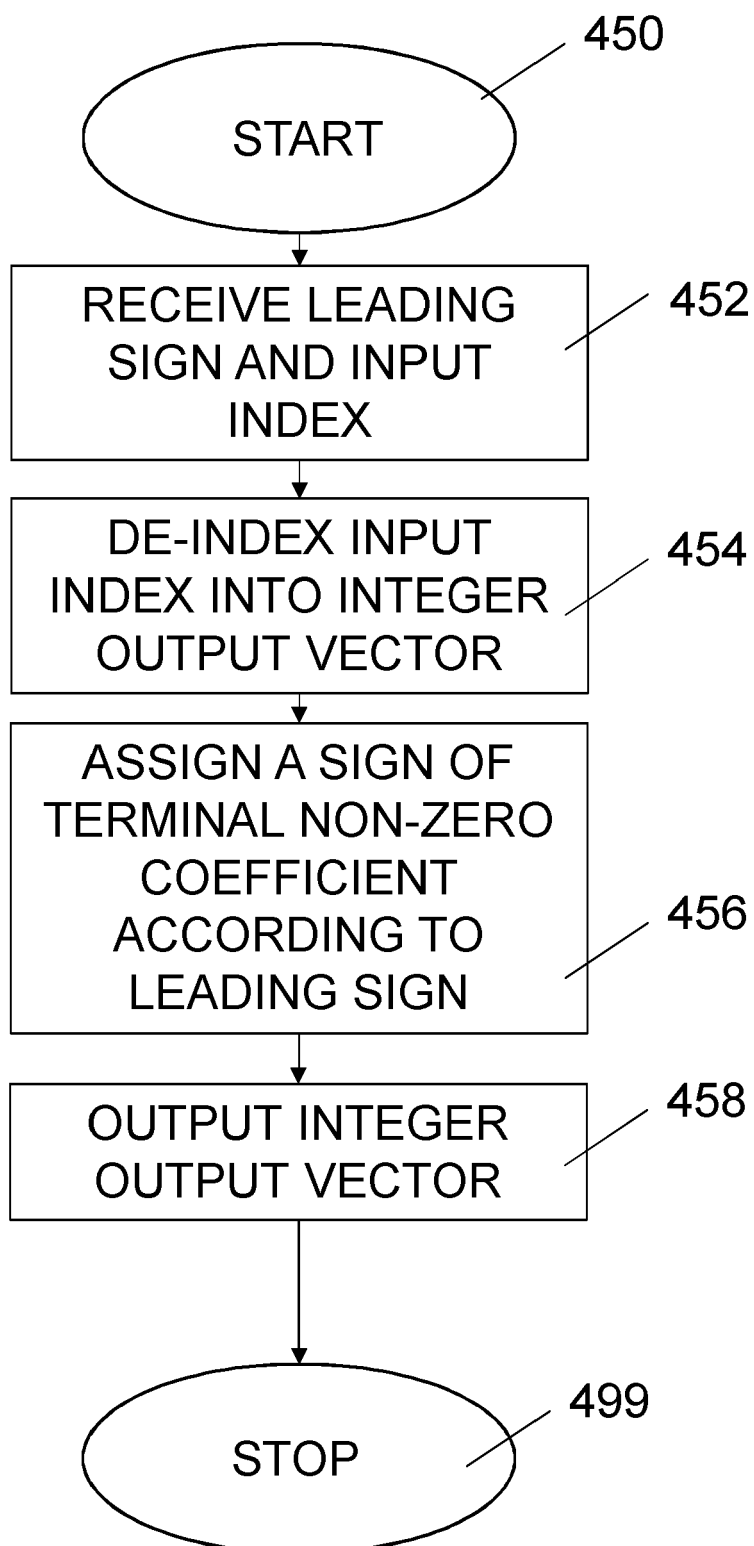 450
START
RECEIVE LEADING
SIGN AND INPUT
INDEX
452
DE-INDEX INPUT
INDEX INTO INTEGER
OUTPUT VECTOR
454
ASSIGN A SIGN OF
TERMINAL NON-ZERO
COEFFICIENT
ACCORDING TO
LEADING SIGN
456
OUTPUT INTEGER
OUTPUT VECTOR
458
STOP
499